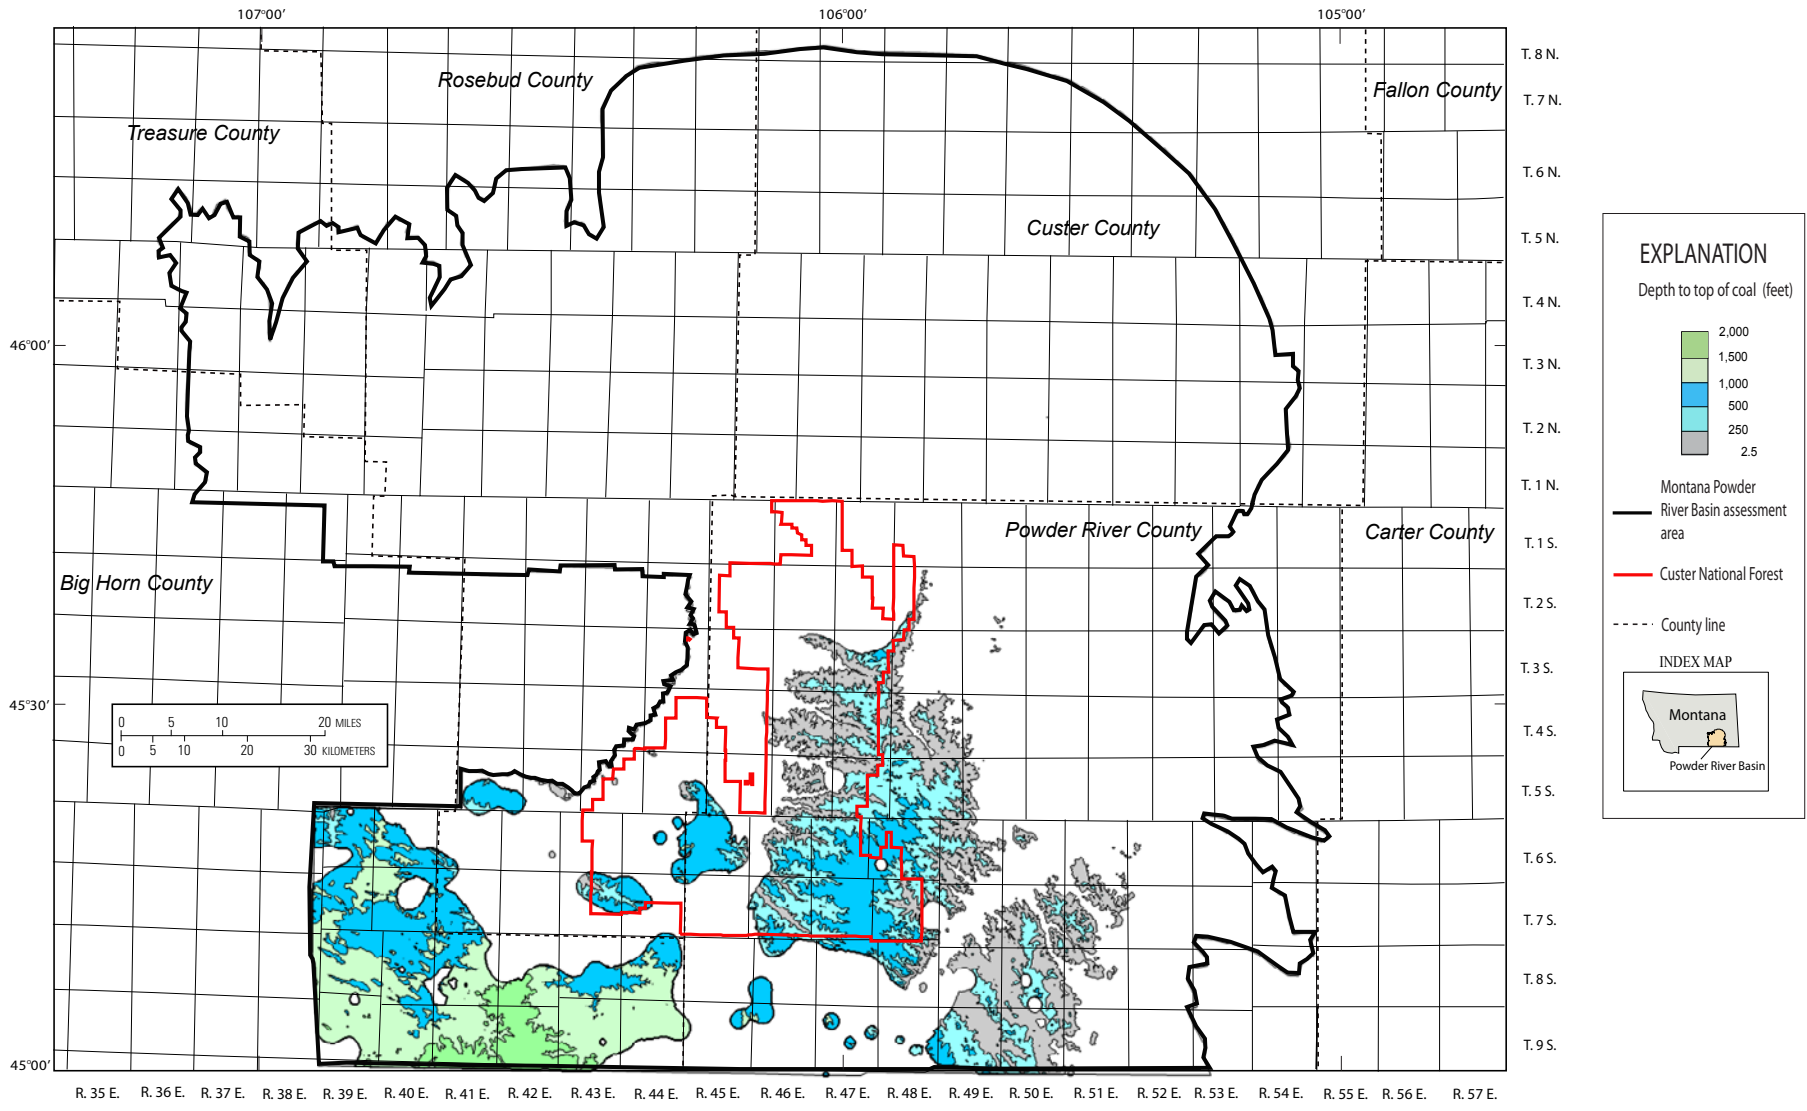 107°00' 106°00' 105°00'
T. 8 N.
Rosebud County
Fallon County
T. 7 N.
Treasure County
T. 6 N.
Custer County
T. 5 N.
T. 4 N.
46°00'
T. 3 N.
T. 2 N.
T. 1 N.
Powder River County
Carter County
T. 1 S.
Big Horn County
T. 2 S.
T. 3 S.
45°30'
0 5 10 20 MILES
0 5 10 20 30 KILOMETERS
T. 4 S.
T. 5 S.
T. 6 S.
T. 7 S.
T. 8 S.
T. 9 S.
45°00'
R. 35 E. R. 36 E. R. 37 E. R. 38 E. R. 39 E. R. 40 E. R. 41 E. R. 42 E. R. 43 E. R. 44 E. R. 45 E. R. 46 E. R. 47 E. R. 48 E. R. 49 E. R. 50 E. R. 51 E. R. 52 E. R. 53 E. R. 54 E. R. 55 E. R. 56 E. R. 57 E.
EXPLANATION
Depth to top of coal (feet)
2,000
1,500
1,000
500
250
2.5
Montana Powder
River Basin assessment
area
Custer National Forest
County line
INDEX MAP
Montana
Powder River Basin